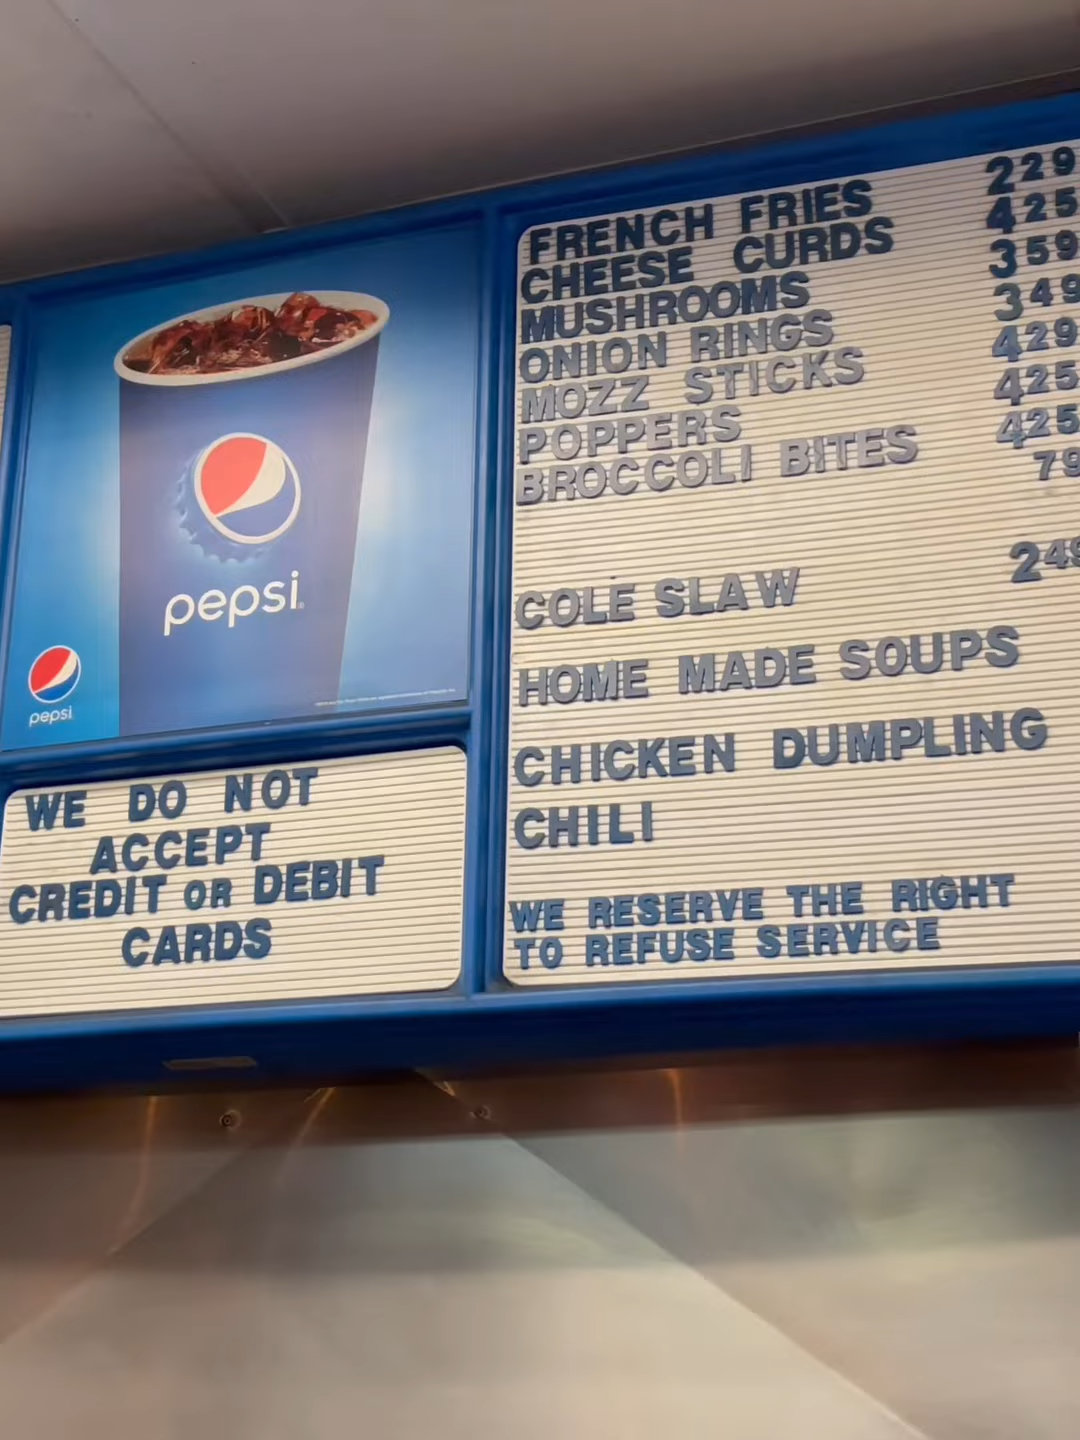 pepsi
pepsi
WE DO NOT
ACCEPT
CREDIT OR DEBIT
CARDS
FRENCH FRIES 229
CHEESE CURDS 425
MUSHROOMS 359
ONION RINGS 349
MOZZ STICKS 429
POPPERS 425
BROCCOLI BITES 425
79
COLE SLAW 249
HOME MADE SOUPS
CHICKEN DUMPLING
CHILI
WE RESERVE THE RIGHT
TO REFUSE SERVICE